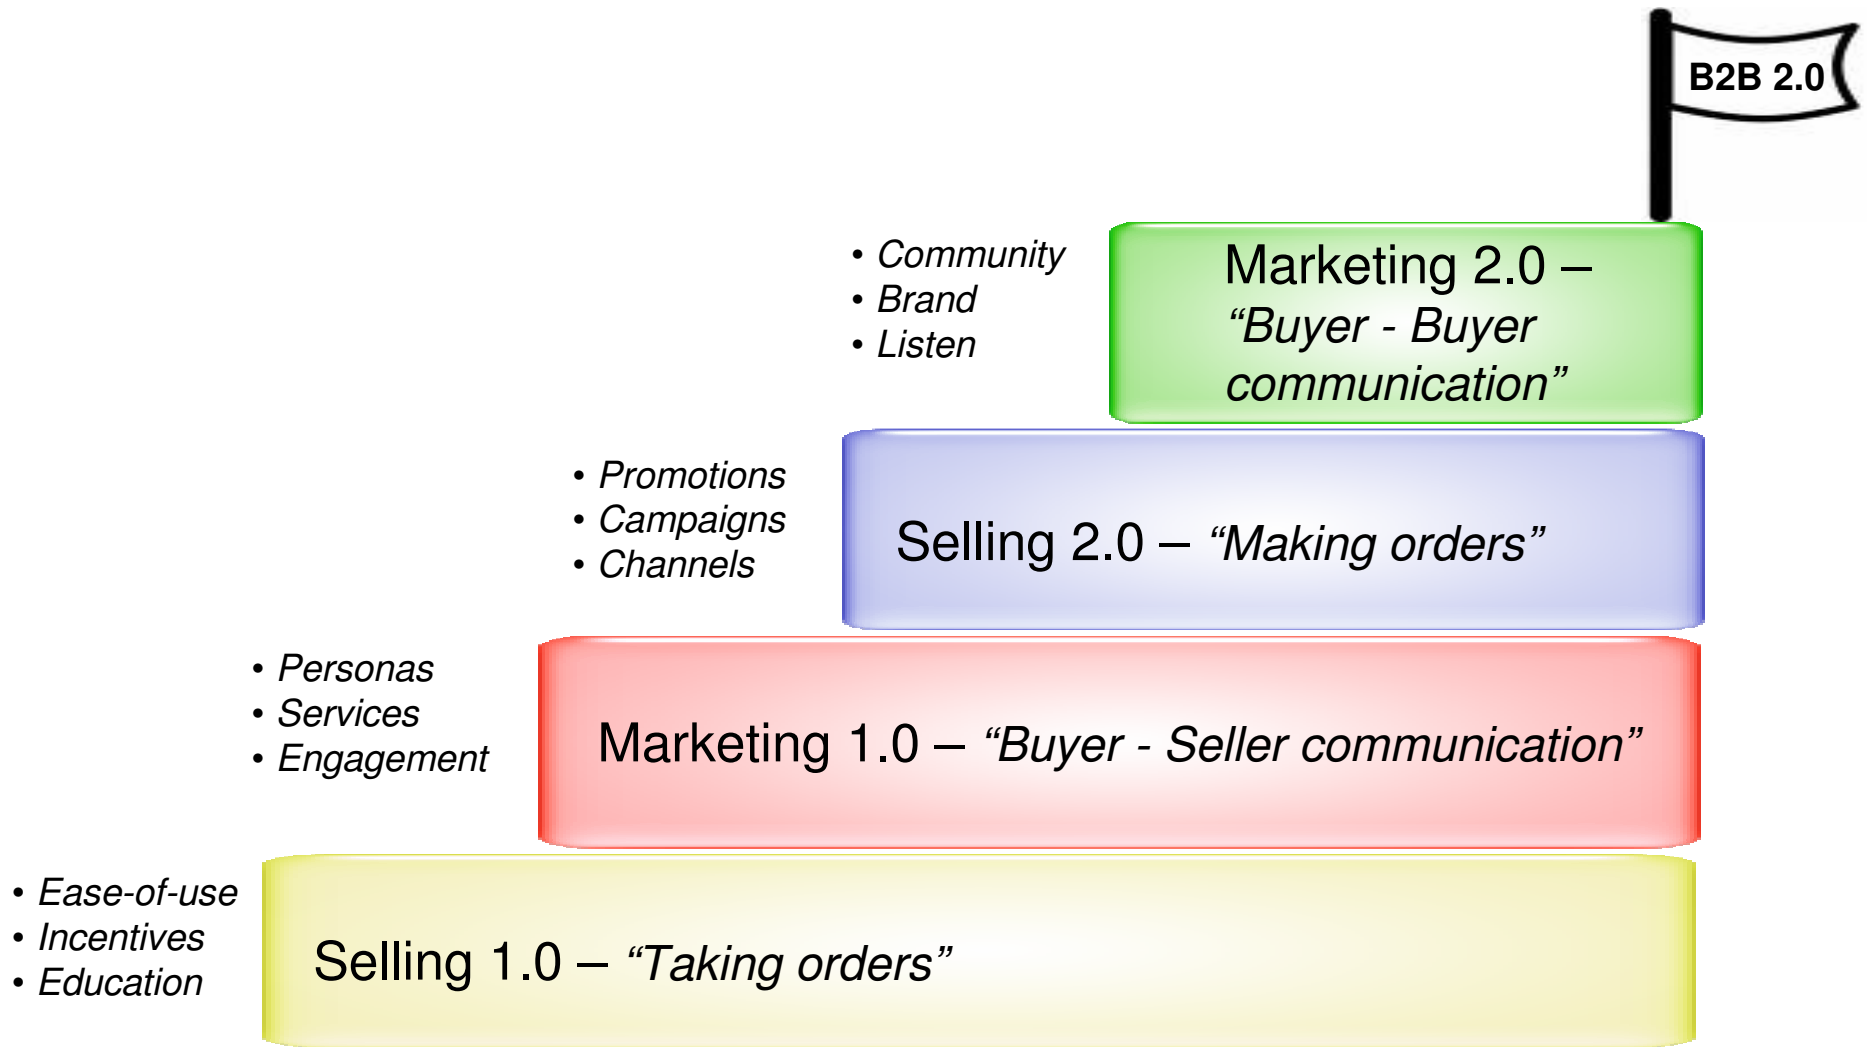 B2B 2.0
• Community
• Brand
• Listen
Marketing 2.0 –
“Buyer - Buyer
communication”
• Promotions
• Campaigns
• Channels
Selling 2.0 – “Making orders”
• Personas
• Services
• Engagement
Marketing 1.0 – “Buyer - Seller communication”
• Ease-of-use
• Incentives
• Education
Selling 1.0 – “Taking orders”